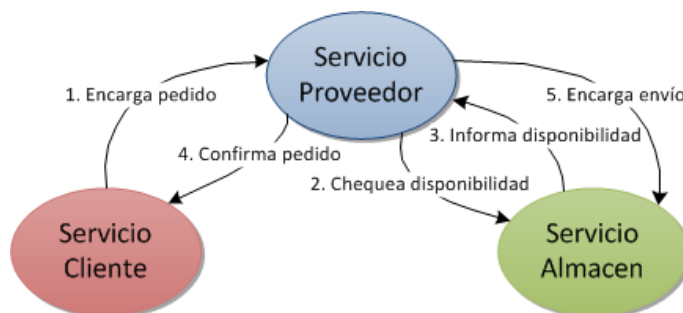 Servicio
Proveedor
1. Encarga pedido
5. Encarga envío
3. Informa disponibilidad
4. Confirma pedido
2. Chequea disponibilidad
Servicio
Cliente
Servicio
Almacen